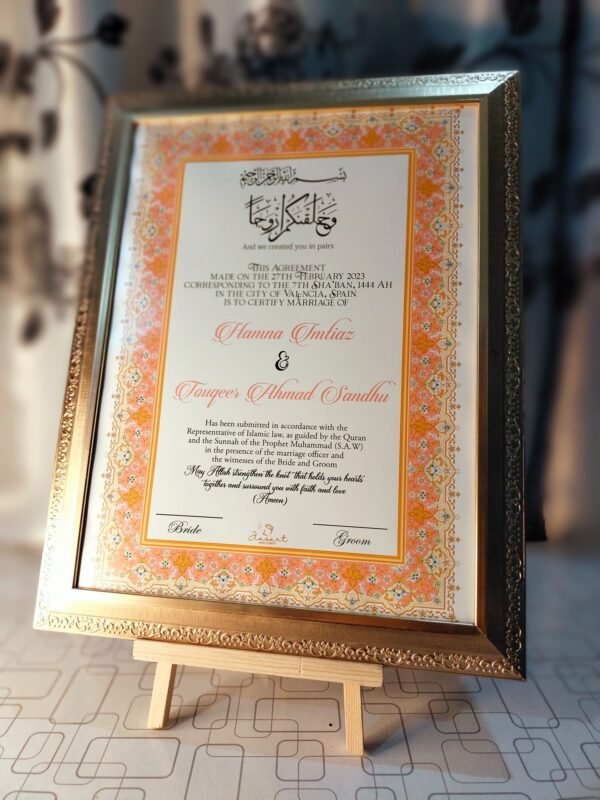 بسم الله الرحمن الرحيم
وخلقنكم ازوجا
And we created you in pairs
This Agreement
made on the 27th February 2023
corresponding to the 7th Sha'ban, 1444 AH
in the city of Valencia, Spain
is to certify marriage of
Hamna Imtiaz
&
Touqeer Ahmad Sandhu
Has been submitted in accordance with the
Representative of Islamic law, as guided by the Quran
and the Sunnah of the Prophet Muhammad (S.A.W)
in the presence of the marriage officer and
the witnesses of the Bride and Groom
May Allah strengthen the knot that holds your hearts
together and surround you with faith and love
(Ameen)
Bride
Groom